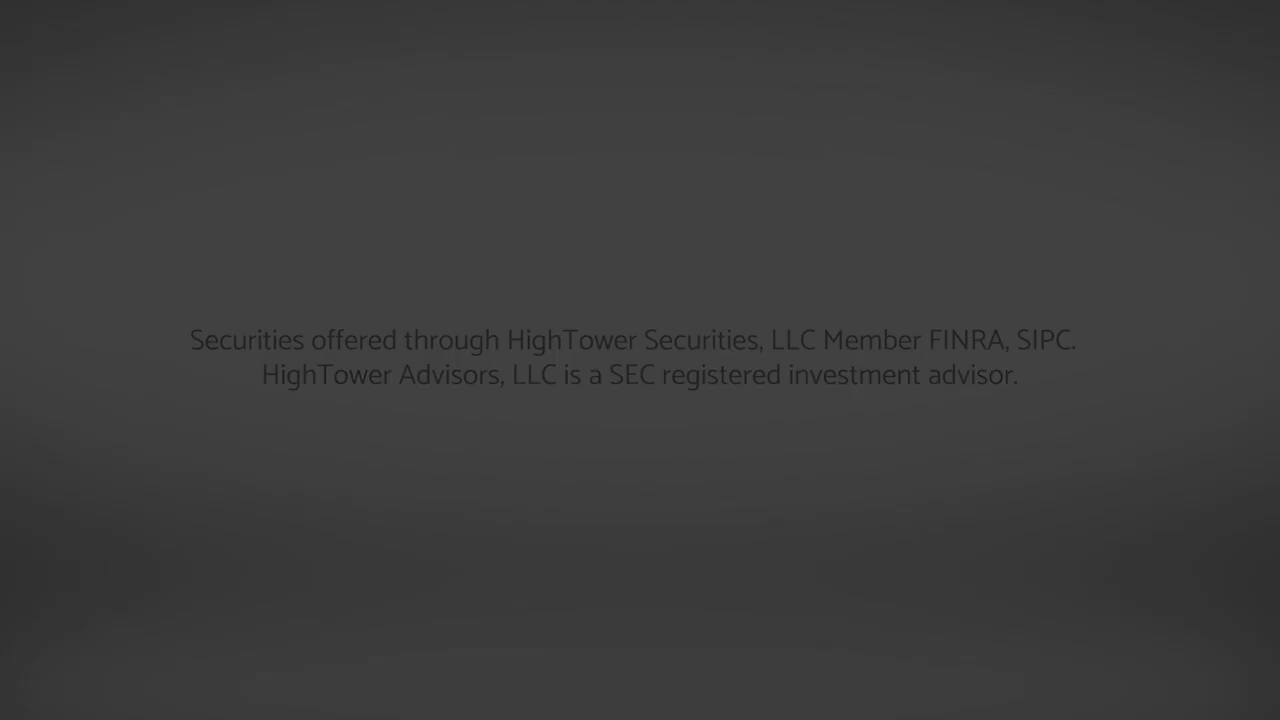 Securities offered through HighTower Securities, LLC Member FINRA, SIPC.
HighTower Advisors, LLC is a SEC registered investment advisor.